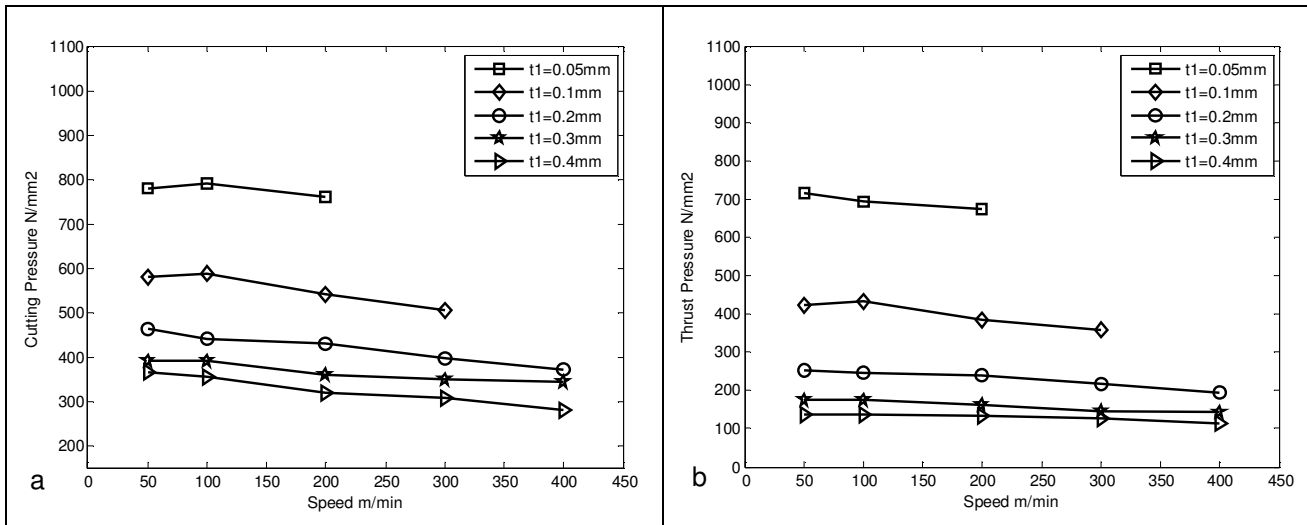 1100
1000
900
800
700
600
500
400
300
200
Cutting Pressure N/mm2
0 50 100 150 200 250 300 350 400 450
Speed m/min
t1=0.05mm
t1=0.1mm
t1=0.2mm
t1=0.3mm
t1=0.4mm
a
1100
1000
900
800
700
600
500
400
300
200
100
0
Thrust Pressure N/mm2
0 50 100 150 200 250 300 350 400 450
Speed m/min
t1=0.05mm
t1=0.1mm
t1=0.2mm
t1=0.3mm
t1=0.4mm
b